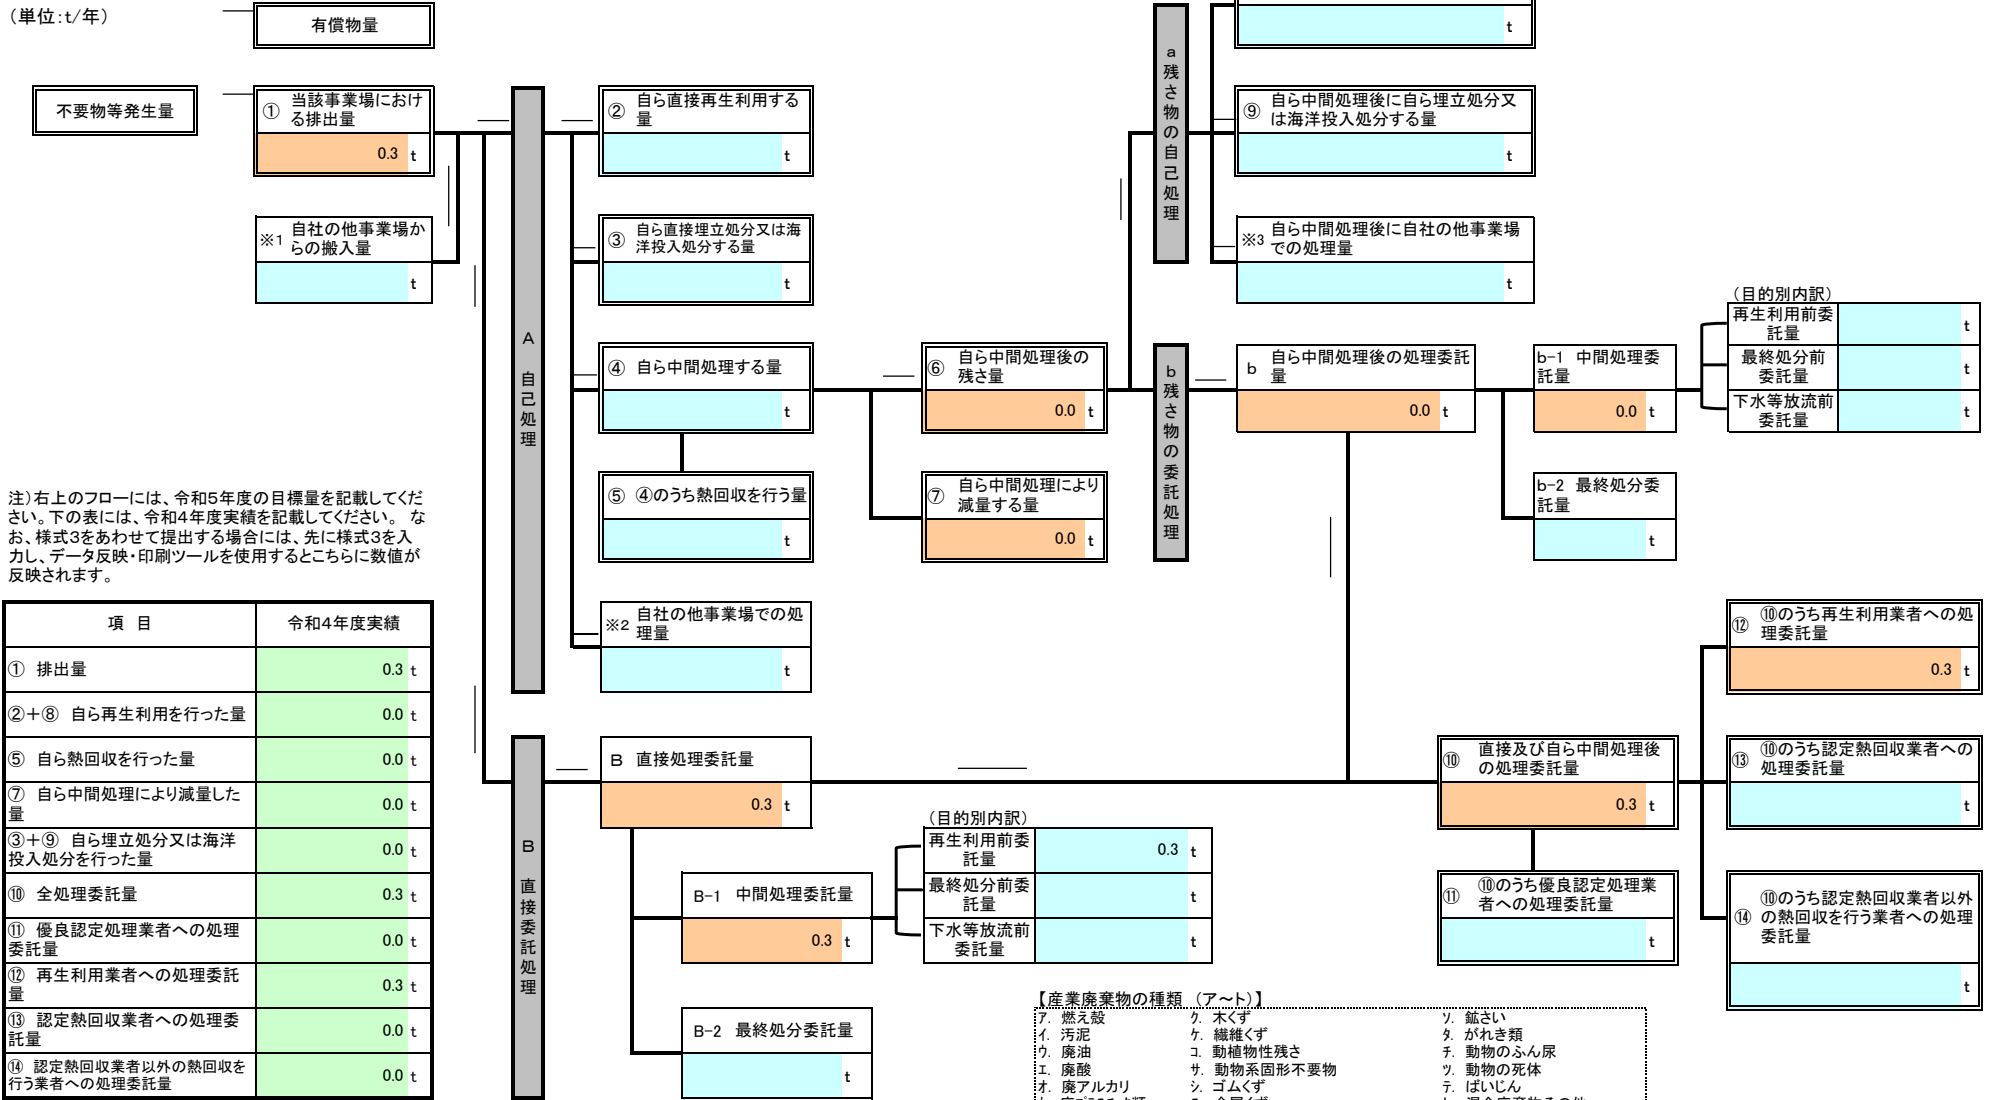 (単位:t/年)
有償物量
不要物等発生量
① 当該事業場におけ
る排出量
0.3 t
※1 自社の他事業場か
らの搬入量
t
A 自己処理
② 自ら直接再生利用する
量
t
③ 自ら直接埋立処分又は海
洋投入処分する量
t
④ 自ら中間処理する量
t
⑤ ④のうち熱回収を行う量
t
※2 自社の他事業場での処
理量
t
⑥ 自ら中間処理後の
残さ量
0.0 t
⑦ 自ら中間処理により
減量する量
0.0 t
a 残さ物の自己処理
t
⑨ 自ら中間処理後に自ら埋立処分又
は海洋投入処分する量
t
※3 自ら中間処理後に自社の他事業場
での処理量
t
b 残さ物の委託処理
b 自ら中間処理後の処理委託
量
0.0 t
b-1 中間処理委
託量
0.0 t
b-2 最終処分委
託量
t
(目的別内訳)
再生利用前委
託量
t
最終処分前
委託量
t
下水等放流前
委託量
t
注)右上のフローには、令和5年度の目標量を記載してくだ
さい。下の表には、令和4年度実績を記載してください。 な
お、様式3をあわせて提出する場合には、先に様式3を入
力し、データ反映・印刷ツールを使用するとこちらに数値が
反映されます。
項 目 令和4年度実績
① 排出量 0.3 t
②+⑧ 自ら再生利用を行った量 0.0 t
⑤ 自ら熱回収を行った量 0.0 t
⑦ 自ら中間処理により減量した
量 0.0 t
③+⑨ 自ら埋立処分又は海洋
投入処分を行った量 0.0 t
⑩ 全処理委託量 0.3 t
⑪ 優良認定処理業者への処理
委託量 0.0 t
⑫ 再生利用業者への処理委託
量 0.3 t
⑬ 認定熱回収業者への処理委
託量 0.0 t
⑭ 認定熱回収業者以外の熱回収を
行う業者への処理委託量 0.0 t
B 直接委託処理
B 直接処理委託量
0.3 t
B-1 中間処理委託量
0.3 t
B-2 最終処分委託量
t
(目的別内訳)
再生利用前委
託量
0.3 t
最終処分前委
託量
t
下水等放流前
委託量
t
⑩ 直接及び自ら中間処理後
の処理委託量
0.3 t
⑪ ⑩のうち優良認定処理業
者への処理委託量
t
⑫ ⑩のうち再生利用業者への処
理委託量
0.3 t
⑬ ⑩のうち認定熱回収業者への
処理委託量
t
⑭ ⑩のうち認定熱回収業者以外
の熱回収を行う業者への処理
委託量
t
【産業廃棄物の種類 (ア~ト)】
ア. 燃え殻 ク. 木くず ソ. 鉱さい
イ. 汚泥 ケ. 繊維くず タ. がれき類
ウ. 廃油 コ. 動植物性残さ チ. 動物のふん尿
エ. 廃酸 サ. 動物系固形不要物 ツ. 動物の死体
オ. 廃アルカリ シ. ゴムくず テ. ばいじん